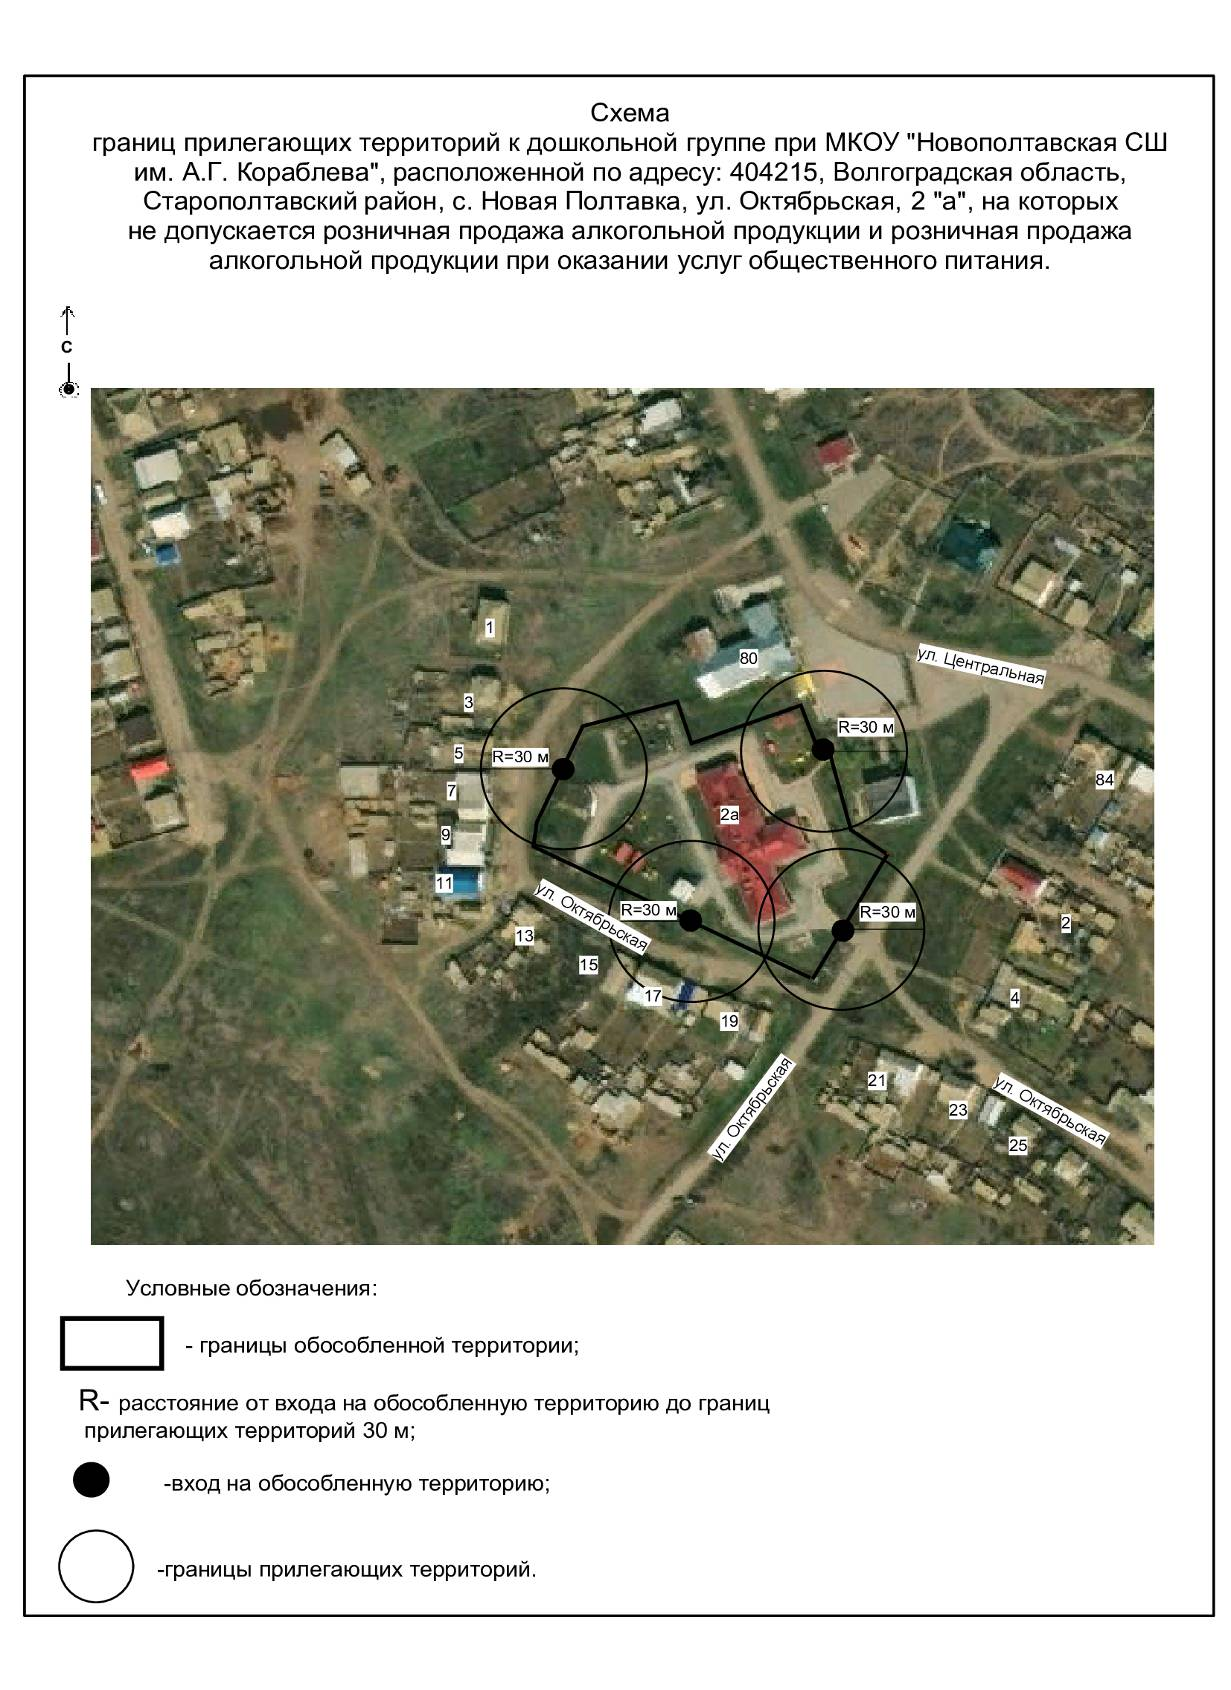 Схема
границ прилегающих территорий к дошкольной группе при МКОУ "Новополтавская СШ
им. А.Г. Кораблева", расположенной по адресу: 404215, Волгоградская область,
Старополтавский район, с. Новая Полтавка, ул. Октябрьская, 2 "а", на которых
не допускается розничная продажа алкогольной продукции и розничная продажа
алкогольной продукции при оказании услуг общественного питания.
С
1
80
ул. Центральная
3
R=30 м
5
R=30 м
7
84
2а
9
11
R=30 м
R=30 м
ул. Октябрьская
2
13
15
17
4
19
21
ул. Октябрьская
23
ул. Октябрьская
25
Условные обозначения:
- границы обособленной территории;
R- расстояние от входа на обособленную территорию до границ
прилегающих территорий 30 м;
-вход на обособленную территорию;
-границы прилегающих территорий.